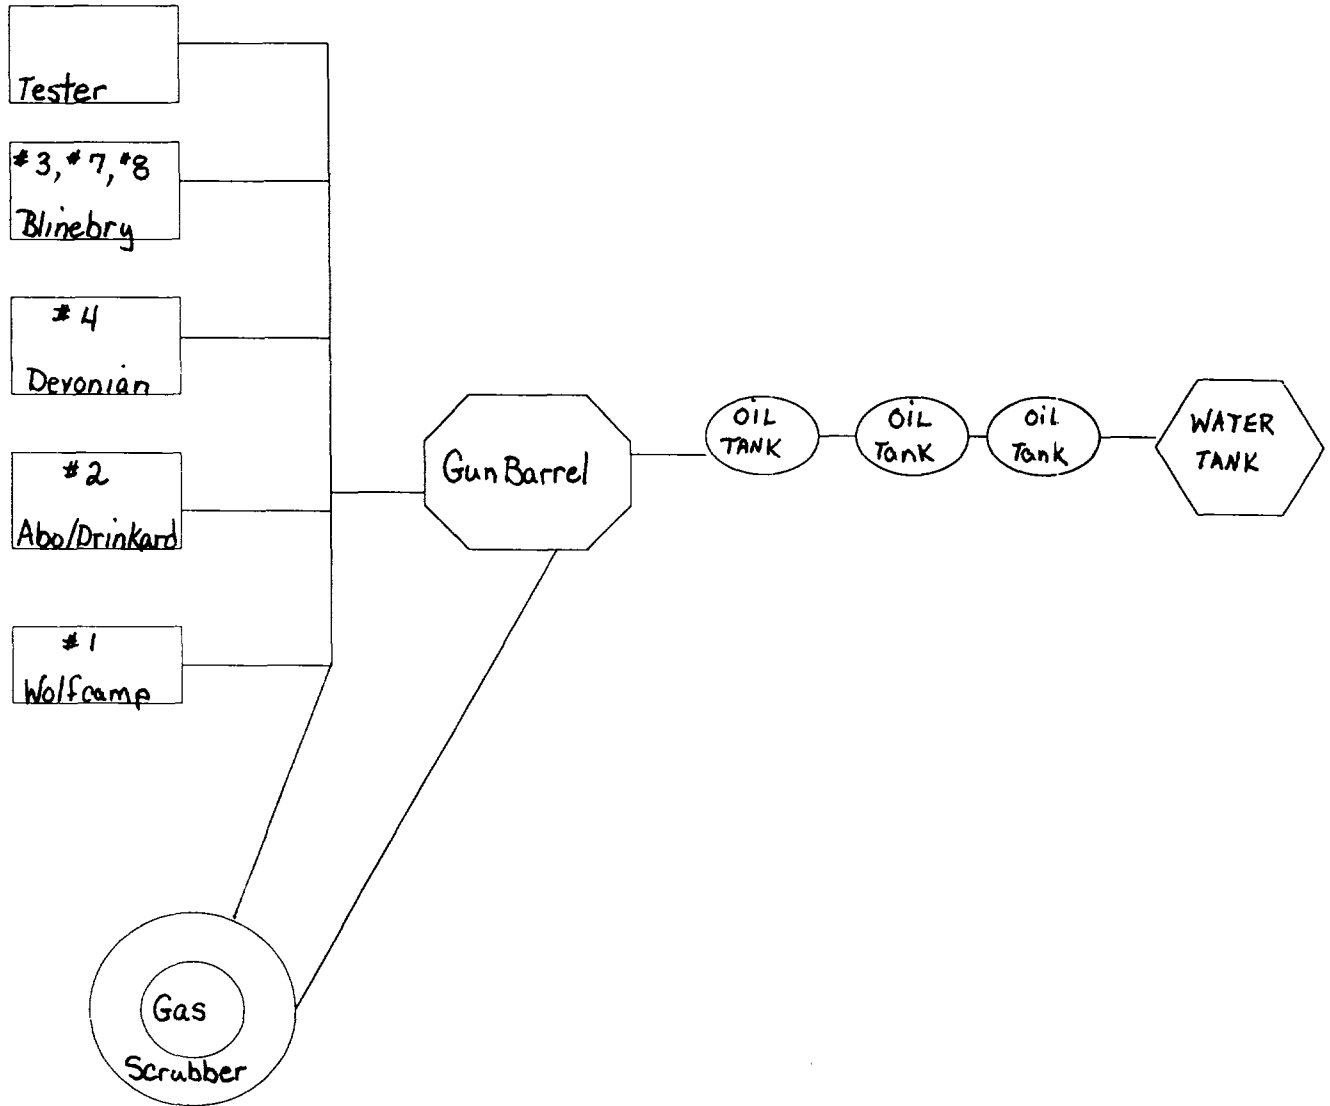 Tester
#3, #7, #8
Blinebry
#4
Devonian
#2
Abo/Drinkard
#1
Wolfcamp
Gun Barrel
OIL
TANK
OIL
Tank
OIL
Tank
WATER
TANK
Gas
Scrubber